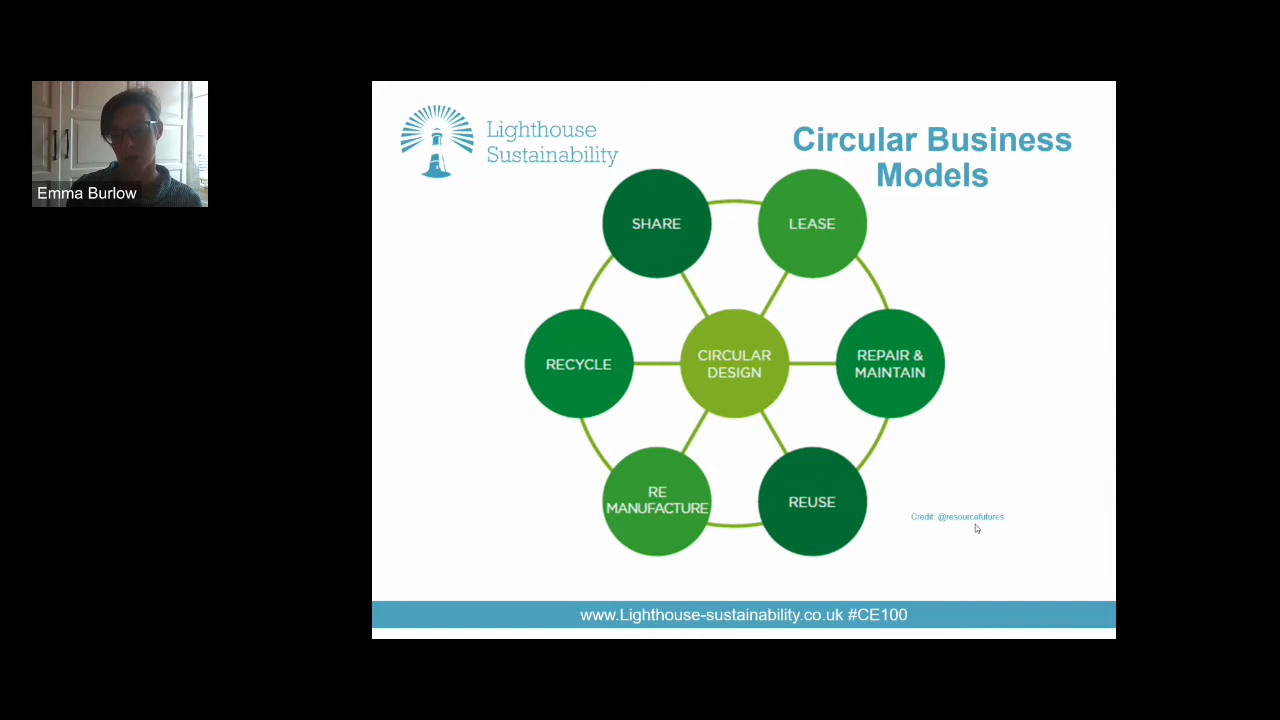 Emma Burlow
Lighthouse
Sustainability
Circular Business
Models
SHARE
LEASE
RECYCLE
CIRCULAR
DESIGN
REPAIR &
MAINTAIN
RE
MANUFACTURE
REUSE
Credit: @resourcefutures
www.Lighthouse-sustainability.co.uk #CE100